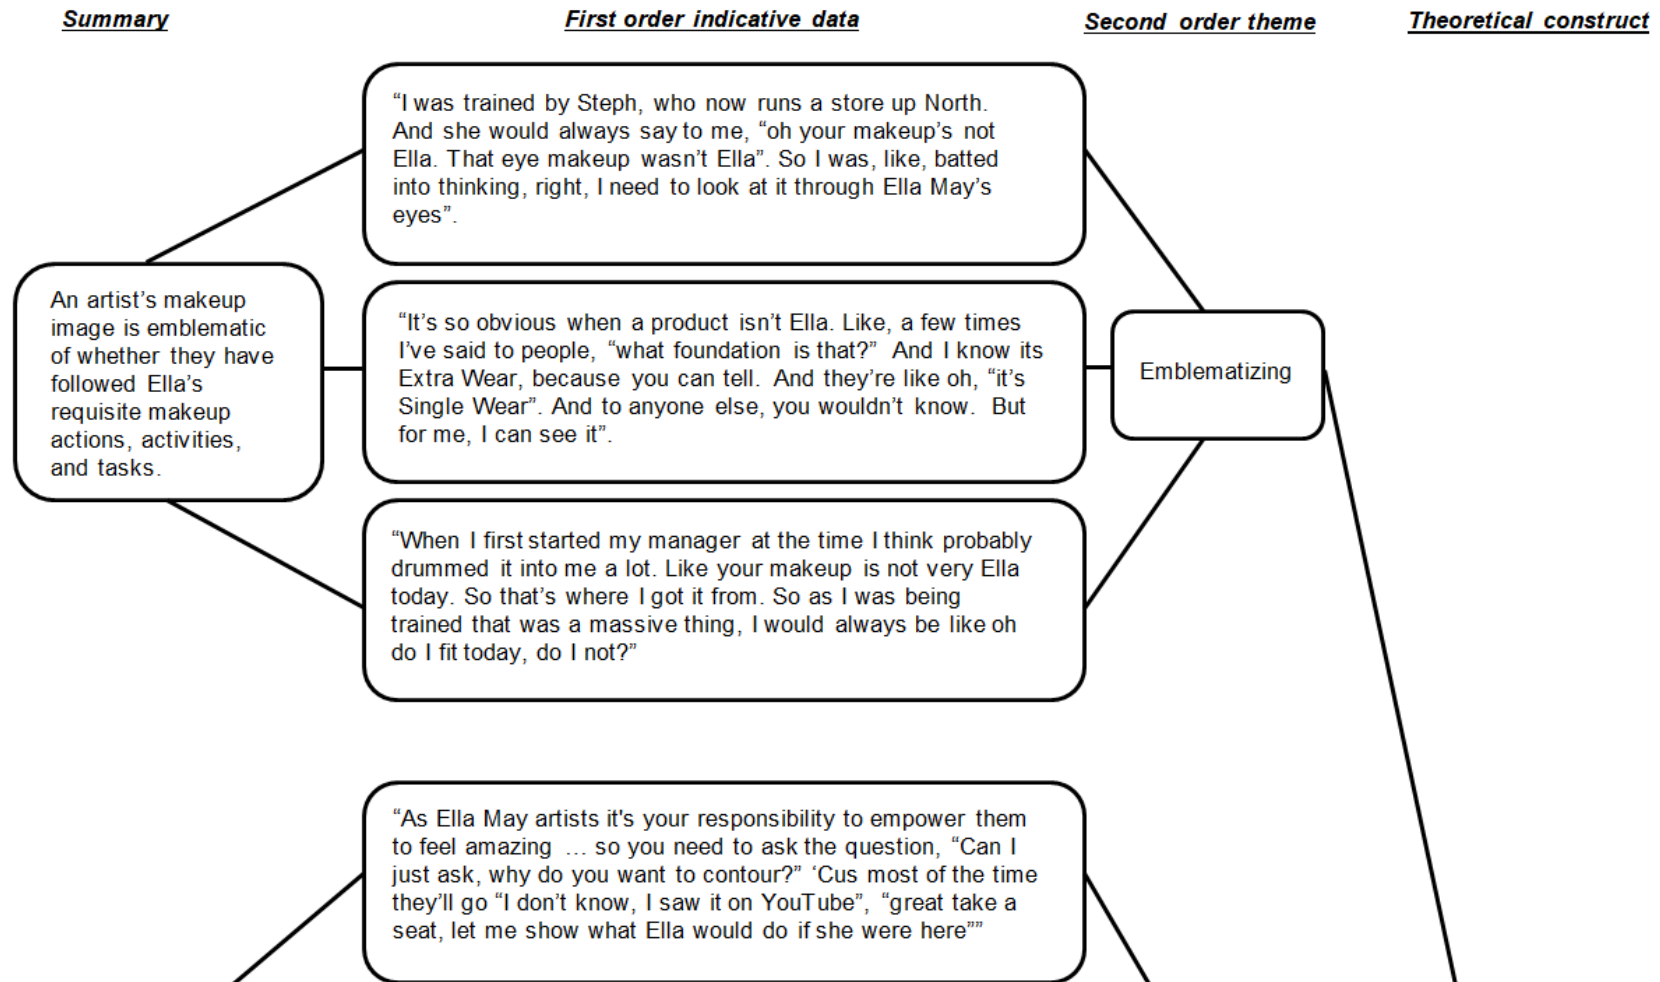 Summary
First order indicative data
Second order theme
Theoretical construct
“I was trained by Steph, who now runs a store up North.
And she would always say to me, “oh your makeup’s not
Ella. That eye makeup wasn’t Ella”. So I was, like, batted
into thinking, right, I need to look at it through Ella May’s
eyes”.
An artist’s makeup
image is emblematic
of whether they have
followed Ella’s
requisite makeup
actions, activities,
and tasks.
“It’s so obvious when a product isn’t Ella. Like, a few times
I’ve said to people, “what foundation is that?” And I know its
Extra Wear, because you can tell. And they’re like oh, “it’s
Single Wear”. And to anyone else, you wouldn’t know. But
for me, I can see it”.
Emblematizing
“When I first started my manager at the time I think probably
drummed it into me a lot. Like your makeup is not very Ella
today. So that’s where I got it from. So as I was being
trained that was a massive thing, I would always be like oh
do I fit today, do I not?”
“As Ella May artists it's your responsibility to empower them
to feel amazing … so you need to ask the question, “Can I
just ask, why do you want to contour?” ‘Cus most of the time
they’ll go “I don’t know, I saw it on YouTube”, “great take a
seat, let me show what Ella would do if she were here””